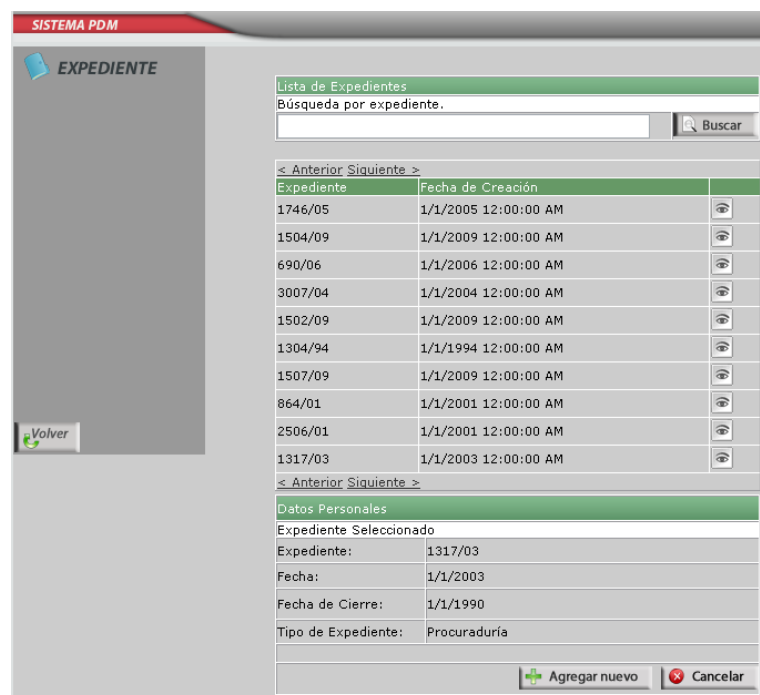 SISTEMA PDM
EXPEDIENTE
Lista de Expedientes
Búsqueda por expediente.
Buscar
< Anterior Siguiente >
Expediente Fecha de Creación
1746/05 1/1/2005 12:00:00 AM
1504/09 1/1/2009 12:00:00 AM
690/06 1/1/2006 12:00:00 AM
3007/04 1/1/2004 12:00:00 AM
1502/09 1/1/2009 12:00:00 AM
1304/94 1/1/1994 12:00:00 AM
1507/09 1/1/2009 12:00:00 AM
864/01 1/1/2001 12:00:00 AM
2506/01 1/1/2001 12:00:00 AM
1317/03 1/1/2003 12:00:00 AM
< Anterior Siguiente >
Volver
Datos Personales
Expediente Seleccionado
Expediente: 1317/03
Fecha: 1/1/2003
Fecha de Cierre: 1/1/1990
Tipo de Expediente: Procuraduría
Agregar nuevo Cancelar